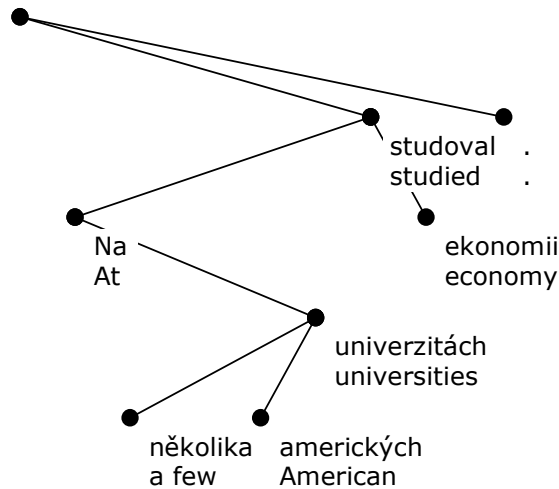 studoval .
studied .
Na
At
ekonomii
economy
univerzitách
universities
několika
a few
amerických
American